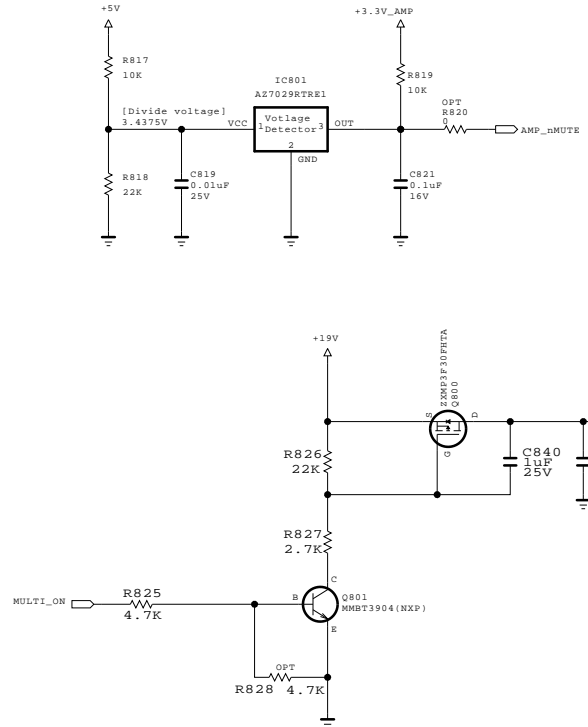 +5V
+3.3V_AMP
R817
10K
IC801
AZ7029RTRE1
R819
10K
OPT
R820
0
[Divide voltage]
3.4375V
VCC
1
Votlage
Detector
3
OUT
2
GND
AMP_nMUTE
R818
22K
C819
0.01uF
25V
C821
0.1uF
16V
+19V
ZXMP3F30FHTA
Q800
S
D
G
R826
22K
C840
1uF
25V
R827
2.7K
C
MULTI_ON
R825
4.7K
B
Q801
MMBT3904(NXP)
E
OPT
R828 4.7K